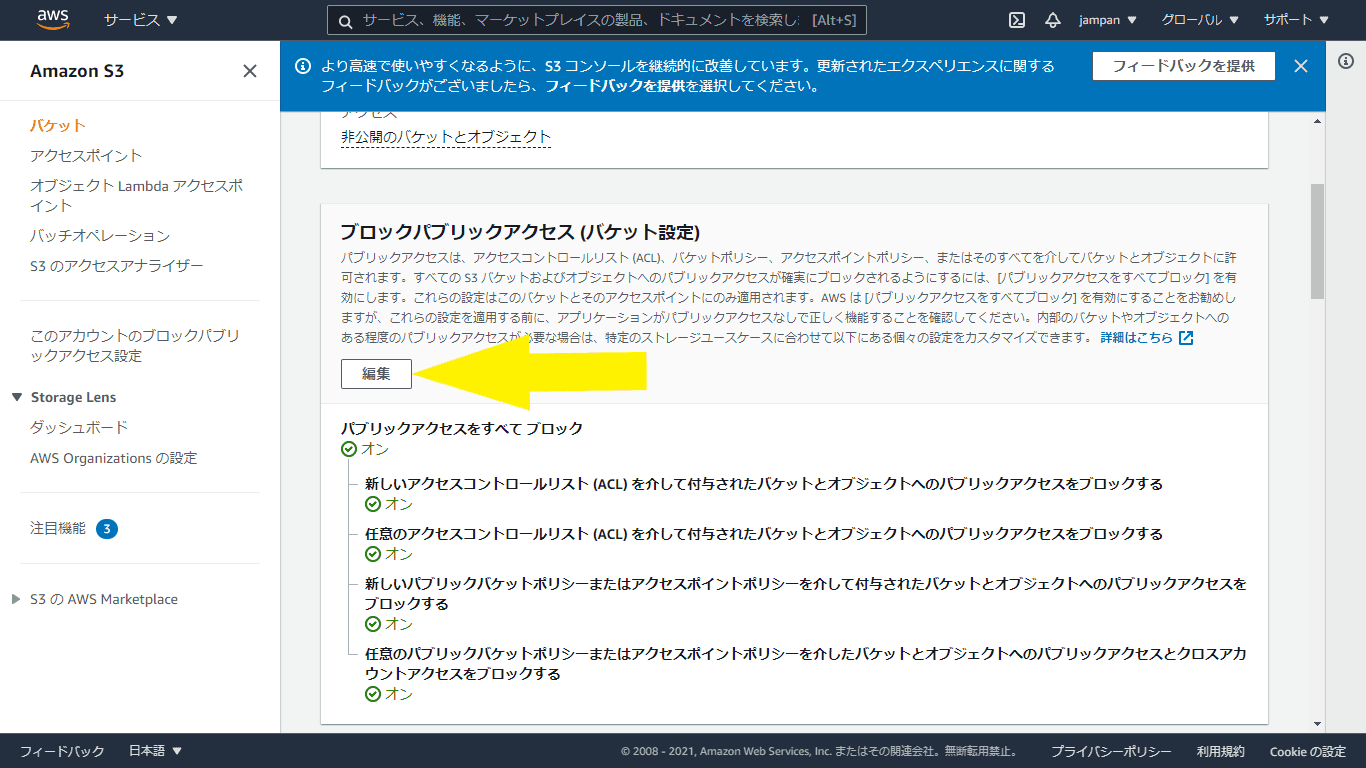 aws
サービス ▼
サービス、機能、マーケットプレイスの製品、ドキュメントを検索し
[Alt+S]
jampan ▼
グローバル ▼
サポート ▼
Amazon S3
バケット
アクセスポイント
オブジェクト Lambda アクセスポ
イント
バッチオペレーション
S3 のアクセスアナライザー
このアカウントのブロックパブリ
ックアクセス設定
▼ Storage Lens
ダッシュボード
AWS Organizations の設定
注目機能 3
S3 の AWS Marketplace
より高速で使いやすくなるように、S3 コンソールを継続的に改善しています。更新されたエクスペリエンスに関する
フィードバックがございましたら、フィードバックを提供を選択してください。
フィードバックを提供
アクセス
非公開のバケットとオブジェクト
ブロックパブリックアクセス (バケット設定)
パブリックアクセスは、アクセスコントロールリスト (ACL)、バケットポリシー、アクセスポイントポリシー、またはそのすべてを介してバケットとオブジェクトに許
可されます。すべての S3 バケットおよびオブジェクトへのパブリックアクセスが確実にブロックされるようにするには、[パブリックアクセスをすべてブロック] を有
効にします。これらの設定はこのバケットとそのアクセスポイントにのみ適用されます。AWS は [パブリックアクセスをすべてブロック] を有効にすることをお勧めし
ますが、これらの設定を適用する前に、アプリケーションがパブリックアクセスなしで正しく機能することを確認してください。内部のバケットやオブジェクトへの
ある程度のパブリックアクセスが必要な場合は、特定のストレージユースケースに合わせて以下にある個々の設定をカスタマイズできます。 詳細はこちら
編集
パブリックアクセスをすべて ブロック
オン
新しいアクセスコントロールリスト (ACL) を介して付与されたバケットとオブジェクトへのパブリックアクセスをブロックする
オン
任意のアクセスコントロールリスト (ACL) を介して付与されたバケットとオブジェクトへのパブリックアクセスをブロックする
オン
新しいパブリックバケットポリシーまたはアクセスポイントポリシーを介して付与されたバケットとオブジェクトへのパブリックアクセスを
ブロックする
オン
任意のパブリックバケットポリシーまたはアクセスポイントポリシーを介したバケットとオブジェクトへのパブリックアクセスとクロスアカ
ウントアクセスをブロックする
オン
フィードバック
日本語 ▼
© 2008 - 2021, Amazon Web Services, Inc. またはその関連会社。無断転用禁止。
プライバシーポリシー
利用規約
Cookie の設定